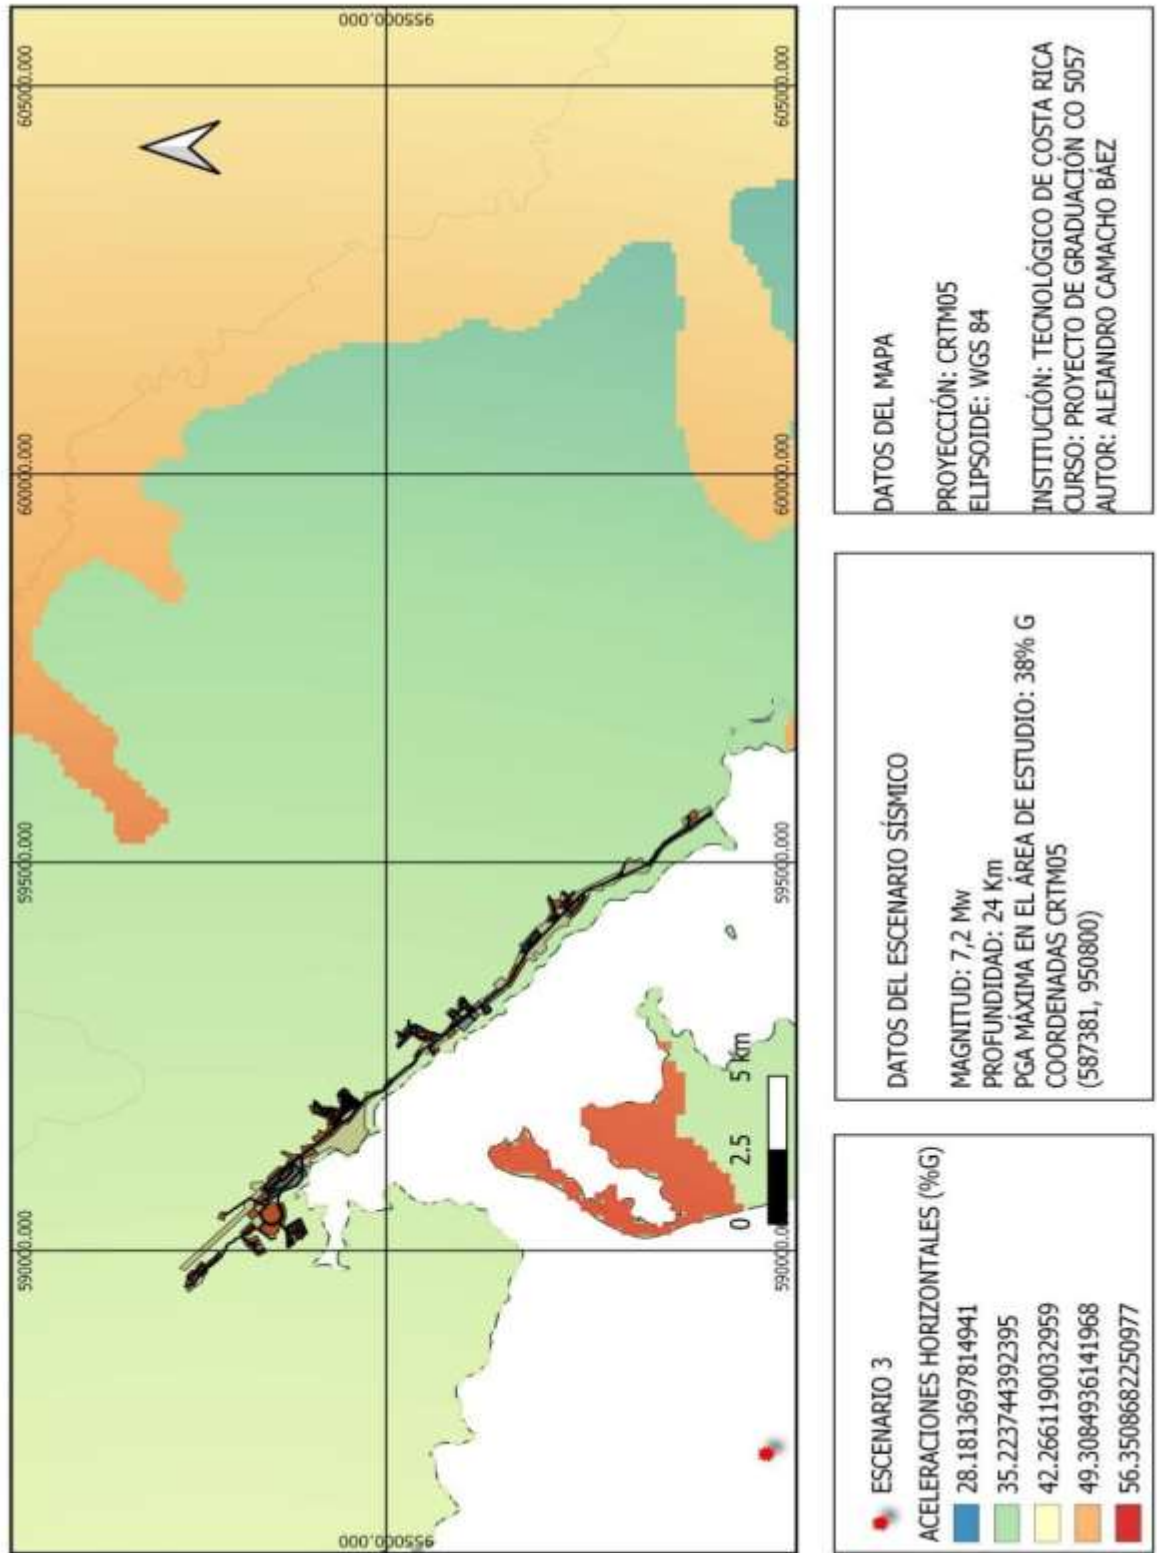 590000.000
595000.000
600000.000
605000.000
955000.000
955000.000
590000.000
595000.000
600000.000
605000.000
0
2.5
5 km
ESCENARIO 3
ACELERACIONES HORIZONTALES (%G)
28.1813697814941
35.223744392395
42.2661190032959
49.3084936141968
56.3508682250977
DATOS DEL ESCENARIO SÍSMICO
MAGNITUD: 7,2 Mw
PROFUNDIDAD: 24 Km
PGA MÁXIMA EN EL ÁREA DE ESTUDIO: 38% G
COORDENADAS CRTM05
(587381, 950800)
DATOS DEL MAPA
PROYECCIÓN: CRTM05
ELIPSOIDE: WGS 84
INSTITUCIÓN: TECNOLÓGICO DE COSTA RICA
CURSO: PROYECTO DE GRADUACIÓN CO 5057
AUTOR: ALEJANDRO CAMACHO BÁEZ